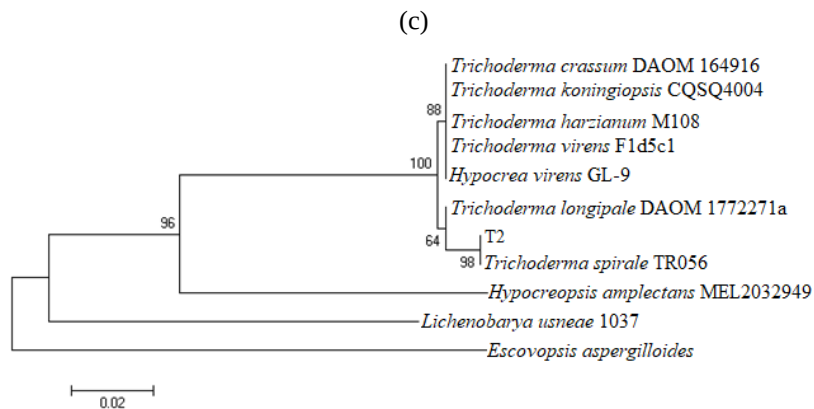 (c)
Trichoderma crassum DAOM 164916
Trichoderma koningiopsis CQSQ4004
88
Trichoderma harzianum M108
Trichoderma virens F1d5c1
100
Hypocrea virens GL-9
Trichoderma longipale DAOM 1772271a
96
64
T2
98
Trichoderma spirale TR056
Hypocreopsis amplectans MEL2032949
Lichenobarya usneae 1037
Escovopsis aspergilloides
0.02